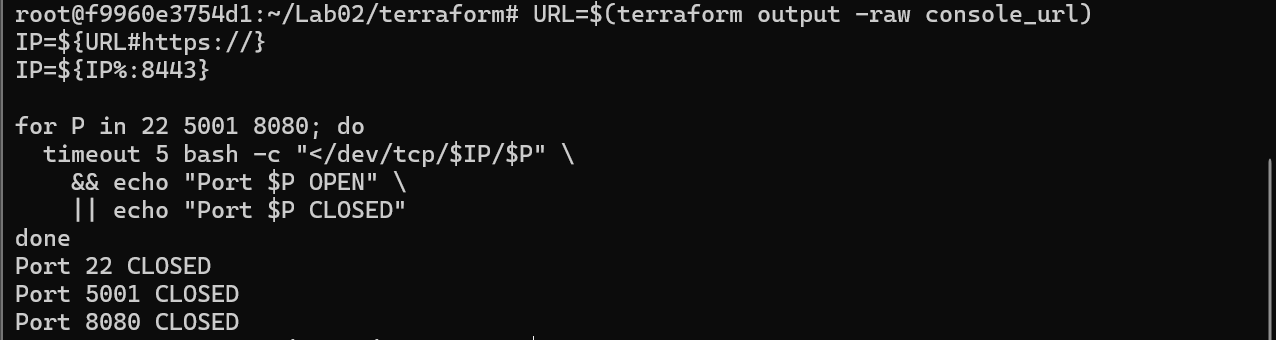 root@f9960e3754d1:~/Lab02/terraform# URL=$(terraform output -raw console_url)
IP=${URL#https://}
IP=${IP%:8443}

for P in 22 5001 8080; do
  timeout 5 bash -c "</dev/tcp/$IP/$P" \
    && echo "Port $P OPEN" \
    || echo "Port $P CLOSED"
done
Port 22 CLOSED
Port 5001 CLOSED
Port 8080 CLOSED